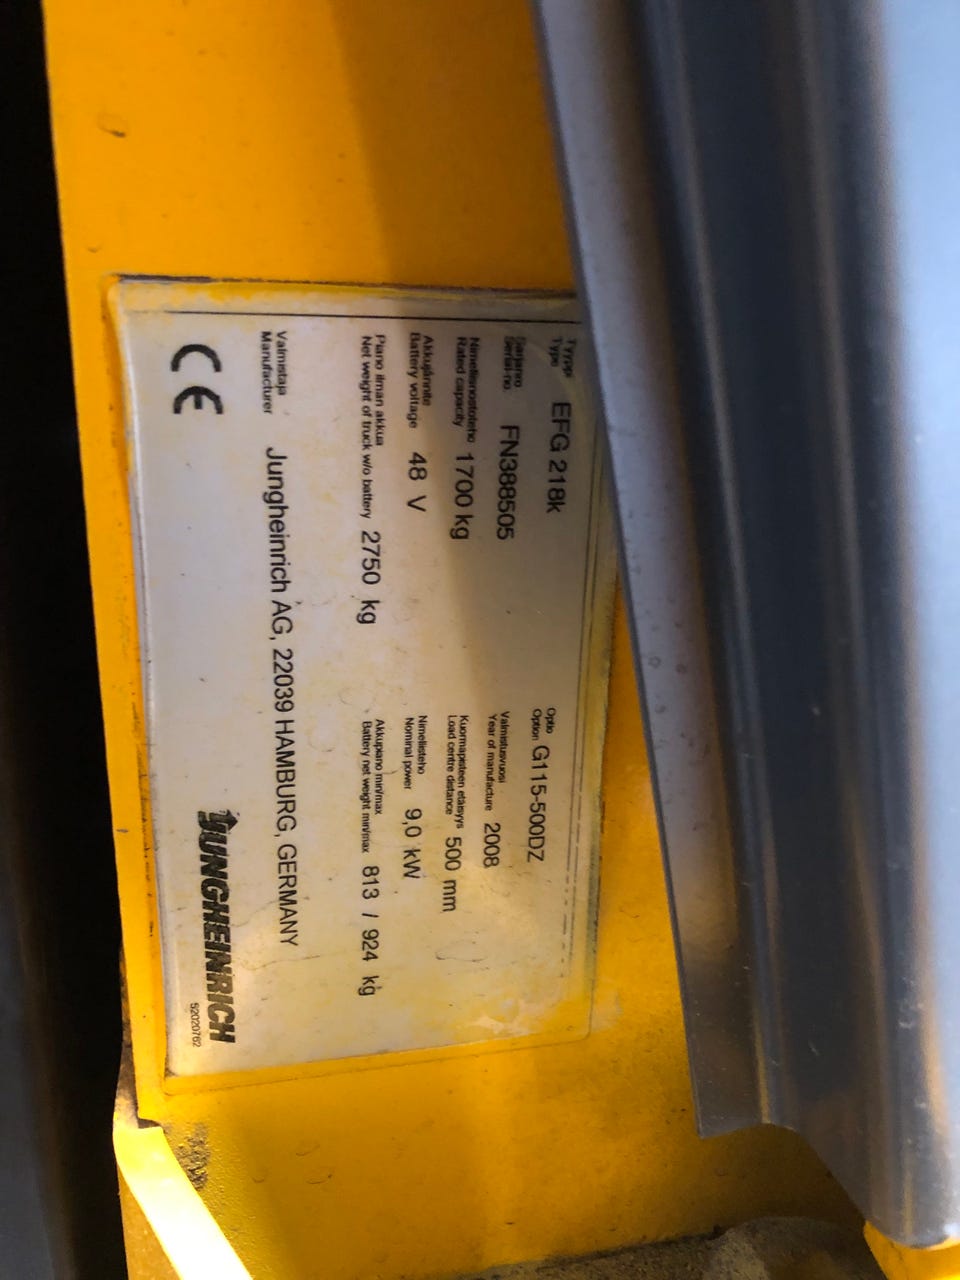 Tyyppi
Type EFG 218k
Optio
Option G115-500DZ
Sarjanro
Serial-no. FN388505
Valmistusvuosi
Year of manufacture 2008
Nimellisnostoteho
Rated capacity 1700 kg
Kuormapisteen etäisyys
Load centre distance 500 mm
Akkujännite
Battery voltage 48 V
Nimellisteho
Nominal power 9,0 kW
Paino ilman akkua
Net weight of truck w/o battery 2750 kg
Akkupaino min/max
Battery net weight min/max 813 / 924 kg
Valmistaja
Manufacturer Jungheinrich AG, 22039 HAMBURG, GERMANY
CE
JUNGHEINRICH
52020762